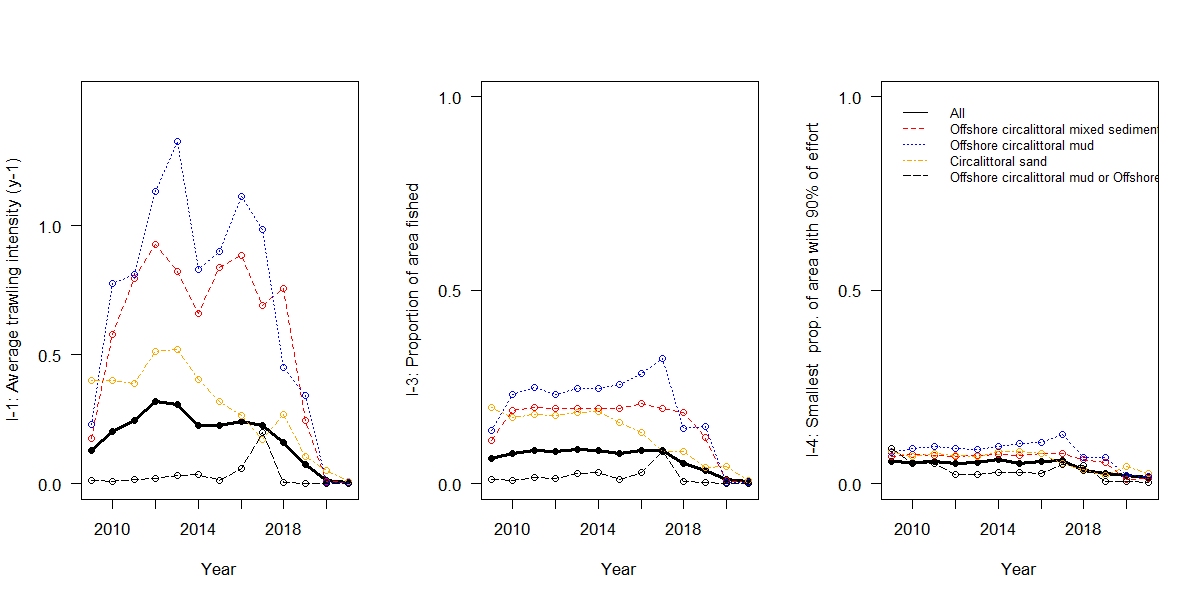 I-1: Average trawling intensity (y-1)
1.0
0.5
0.0
2010 2014 2018
Year
I-3: Proportion of area fished
1.0
0.5
0.0
2010 2014 2018
Year
I-4: Smallest prop. of area with 90% of effort
1.0
0.5
0.0
All
Offshore circalittoral mixed sediment
Offshore circalittoral mud
Circalittoral sand
Offshore circalittoral mud or Offshore
2010 2014 2018
Year